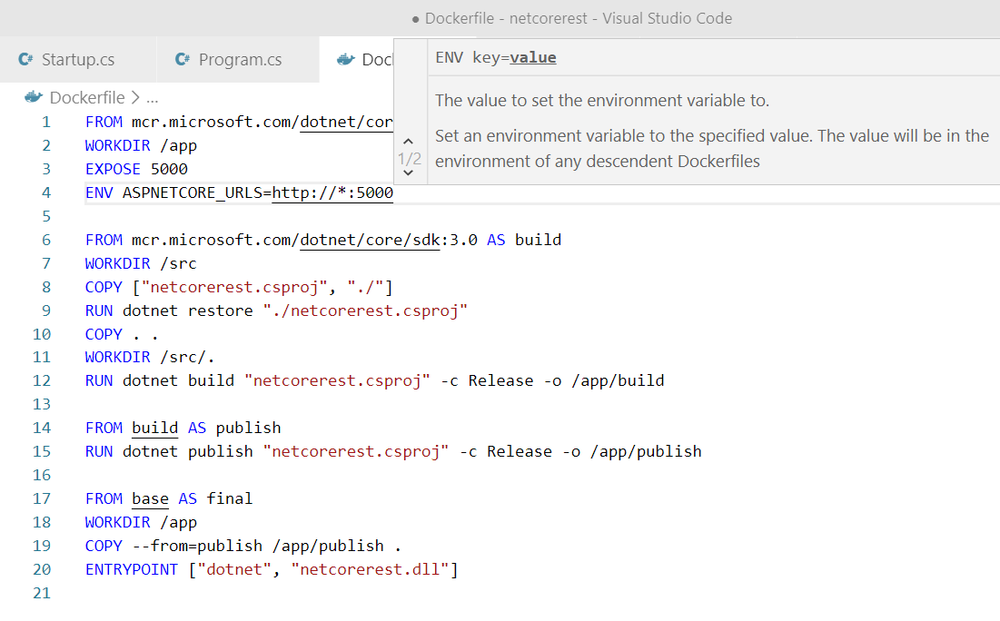 ● Dockerfile - netcorerest - Visual Studio Code
Startup.cs
Program.cs
Doc
ENV key=value
The value to set the environment variable to.
Set an environment variable to the specified value. The value will be in the
environment of any descendent Dockerfiles
1/2
Dockerfile > ...
1 FROM mcr.microsoft.com/dotnet/cor
2 WORKDIR /app
3 EXPOSE 5000
4 ENV ASPNETCORE_URLS=http://*:5000
5
6 FROM mcr.microsoft.com/dotnet/core/sdk:3.0 AS build
7 WORKDIR /src
8 COPY ["netcorerest.csproj", "./"]
9 RUN dotnet restore "./netcorerest.csproj"
10 COPY . .
11 WORKDIR /src/.
12 RUN dotnet build "netcorerest.csproj" -c Release -o /app/build
13
14 FROM build AS publish
15 RUN dotnet publish "netcorerest.csproj" -c Release -o /app/publish
16
17 FROM base AS final
18 WORKDIR /app
19 COPY --from=publish /app/publish .
20 ENTRYPOINT ["dotnet", "netcorerest.dll"]
21